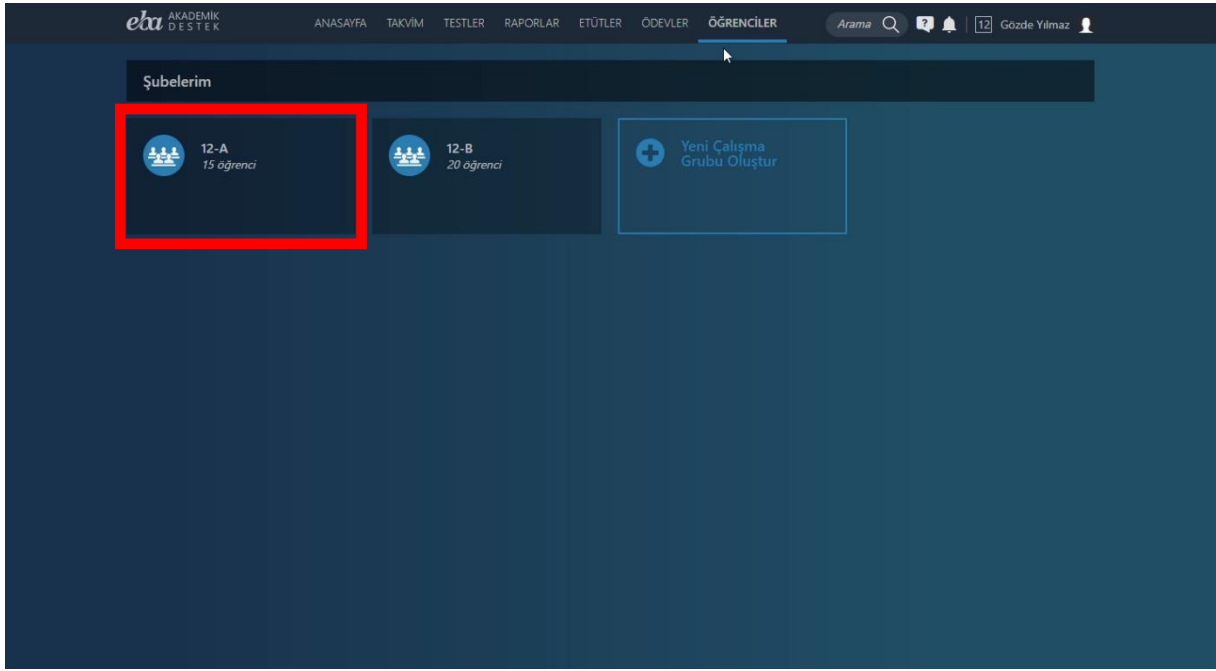 eba AKADEMİK DESTEK
ANASAYFA TAKVİM TESTLER RAPORLAR ETÜTLER ÖDEVLER ÖĞRENCİLER Arama 12 Gözde Yılmaz
Şubelerim
12-A
15 öğrenci
12-B
20 öğrenci
Yeni Çalışma
Grubu Oluştur